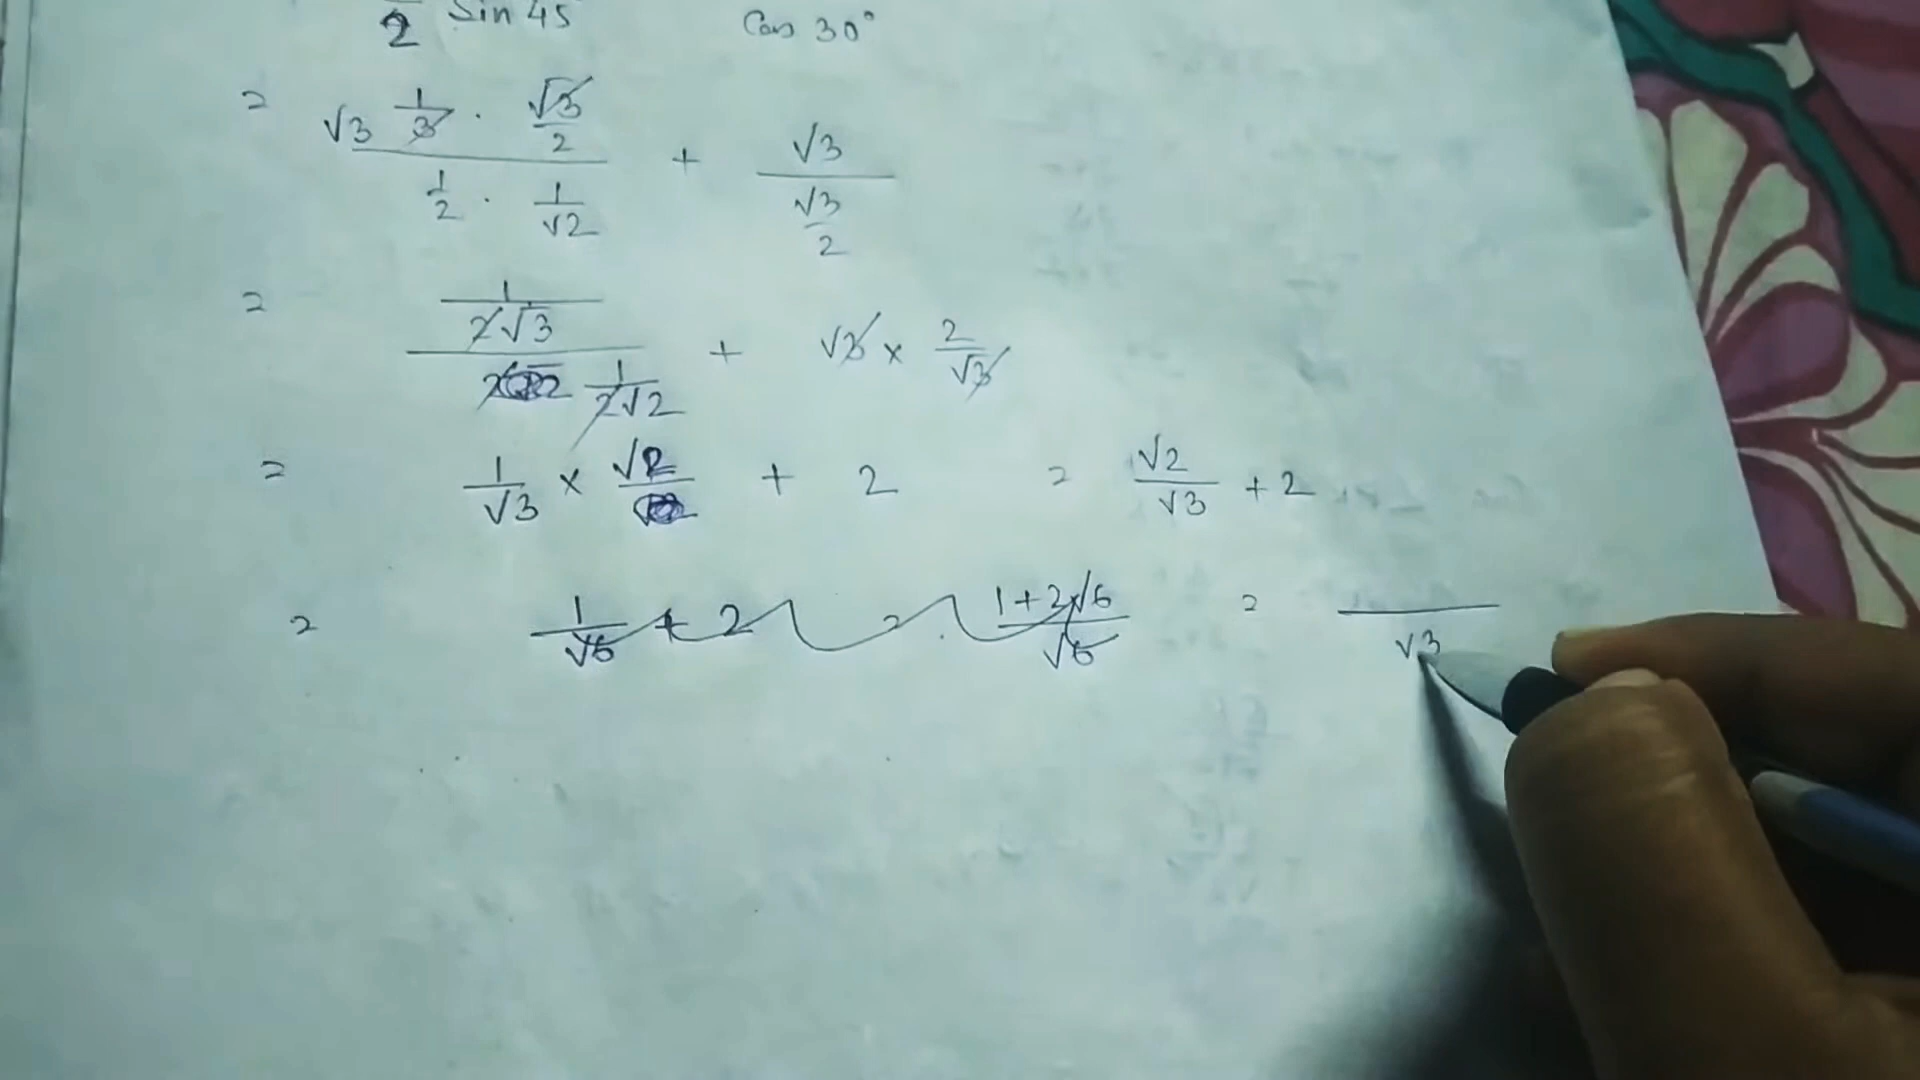 2 Sin 45 Cos 30°
= √3 1/3 · √3/2 / 1/2 · 1/√2 + √3 / √3/2
= 1/2√3 / 1/2√2 + √3 × 2/√3
= 1/√3 × √2 + 2 = √2/√3 + 2
= 1/√6 + 2 = 1+2√6/√6 = /√3